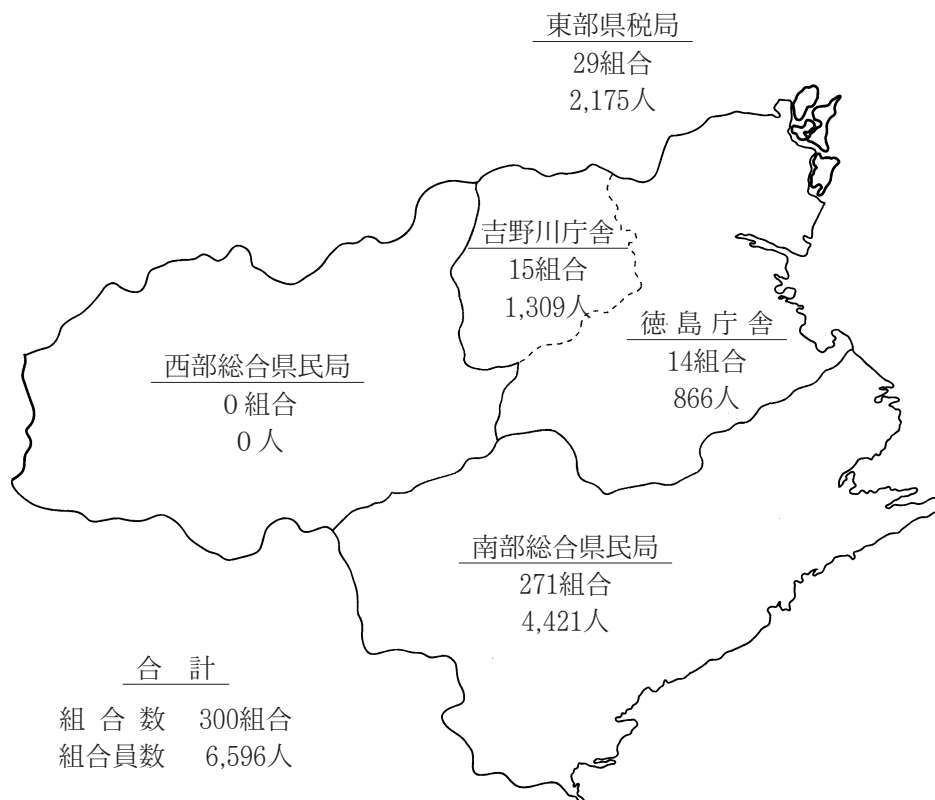 東部県税局
29組合
2,175人
吉野川庁舎
15組合
1,309人
徳島庁舎
14組合
866人
西部総合県民局
0組合
0人
南部総合県民局
271組合
4,421人
合計
組合数 300組合
組合員数 6,596人